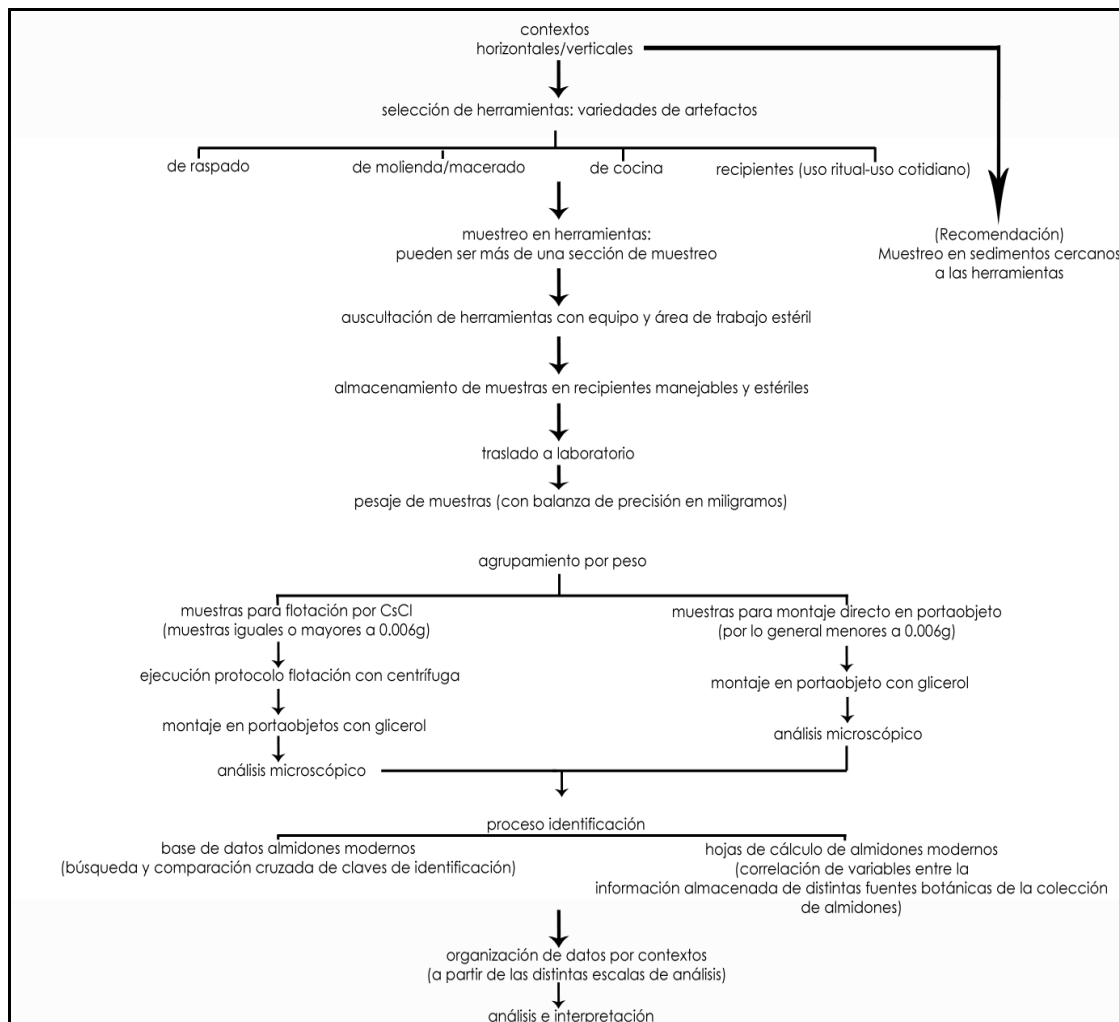 contextos
horizontales/verticales
selección de herramientas: variedades de artefactos
de raspado
de molienda/macerado
de cocina
recipientes (uso ritual-uso cotidiano)
muestreo en herramientas:
pueden ser más de una sección de muestreo
(Recomendación)
Muestreo en sedimentos cercanos
a las herramientas
auscultación de herramientas con equipo y área de trabajo estéril
almacenamiento de muestras en recipientes manejables y estériles
traslado a laboratorio
pesaje de muestras (con balanza de precisión en miligramos)
agrupamiento por peso
muestras para flotación por CsCl
(muestras iguales o mayores a 0.006g)
ejecución protocolo flotación con centrífuga
montaje en portaobjetos con glicerol
análisis microscópico
muestras para montaje directo en portaobjeto
(por lo general menores a 0.006g)
montaje en portaobjeto con glicerol
análisis microscópico
proceso identificación
base de datos almidones modernos
(búsqueda y comparación cruzada de claves de identificación)
hojas de cálculo de almidones modernos
(correlación de variables entre la
información almacenada de distintas fuentes botánicas de la colección
de almidones)
organización de datos por contextos
(a partir de las distintas escalas de análisis)
análisis e interpretación